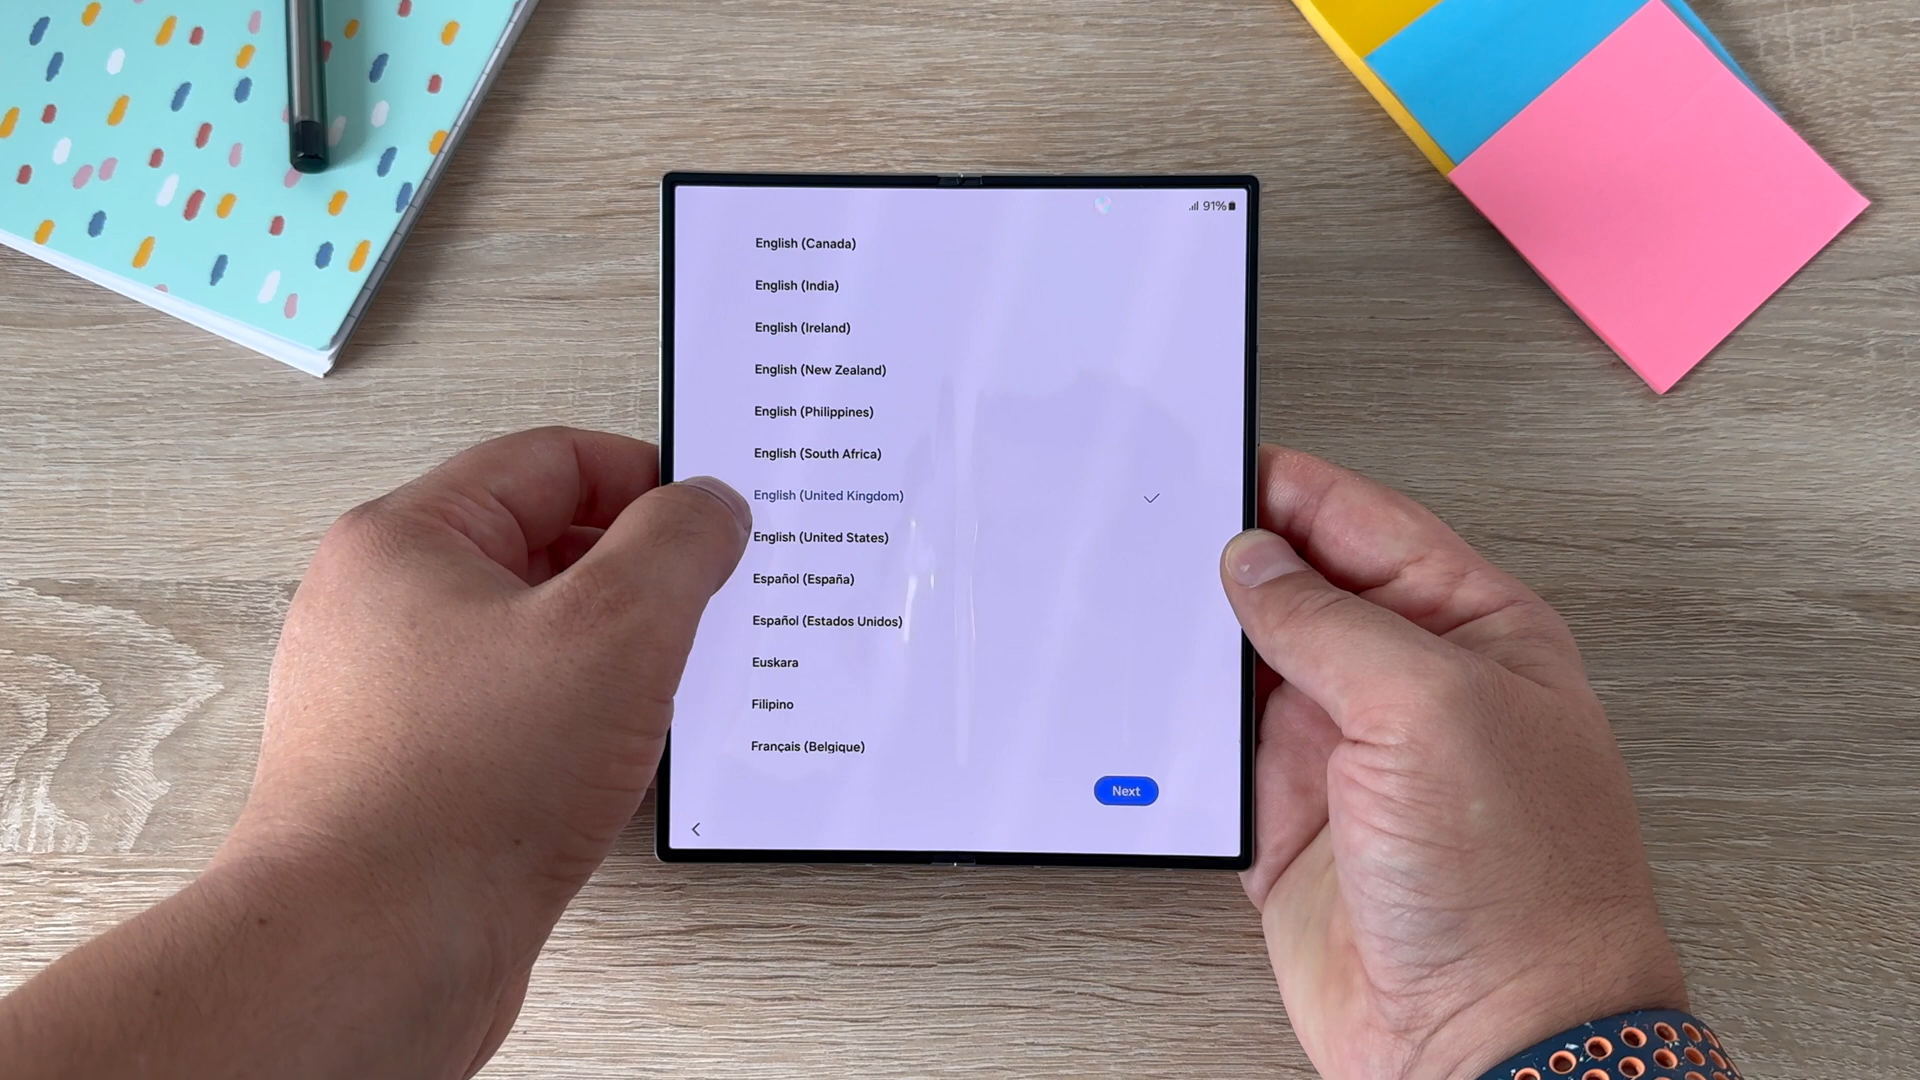 91%
English (Canada)
English (India)
English (Ireland)
English (New Zealand)
English (Philippines)
English (South Africa)
English (United Kingdom)
English (United States)
Español (España)
Español (Estados Unidos)
Euskara
Filipino
Français (Belgique)
Next